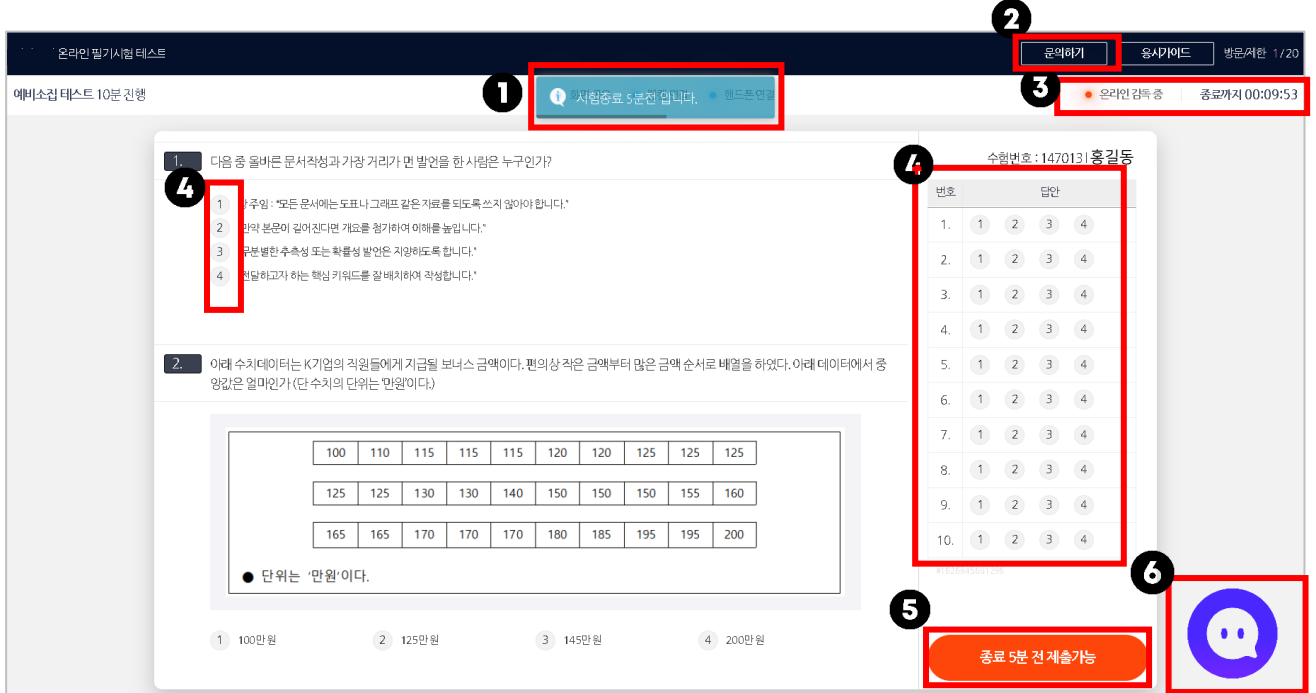 2
온라인 필기시험 테스트
문의하기
응시가이드
방문/제한 1/20
예비소집 테스트 10분 진행
1
시험종료 5분전 입니다.
핸드폰 연결
3
온라인 감독 중
종료까지 00:09:53
1. 다음 중 올바른 문서작성과 가장 거리가 먼 발언을 한 사람은 누구인가?
4
1 주임 : "모든 문서에는 도표나 그래프 같은 자료를 되도록 쓰지 않아야 합니다."
2 만약 본문이 길어진다면 개요를 첨가하여 이해를 높입니다."
3 무분별한 추측성 또는 확률성 발언은 지양하도록 합니다."
4 전달하고자 하는 핵심 키워드를 잘 배치하여 작성합니다."
2. 아래 수치데이터는 K기업의 직원들에게 지급될 보너스 금액이다. 편의상 작은 금액부터 많은 금액 순서로 배열을 하였다. 아래 데이터에서 중
앙값은 얼마인가 (단 수치의 단위는 '만원'이다.)
100 110 115 115 115 120 120 125 125 125
125 125 130 130 140 150 150 150 155 160
165 165 170 170 170 180 185 195 195 200
● 단위는 '만원'이다.
1 100만 원
2 125만 원
3 145만 원
4 200만 원
4
수험번호 : 147013 | 홍길동
번호 답안
1. 1 2 3 4
2. 1 2 3 4
3. 1 2 3 4
4. 1 2 3 4
5. 1 2 3 4
6. 1 2 3 4
7. 1 2 3 4
8. 1 2 3 4
9. 1 2 3 4
10. 1 2 3 4
5
종료 5분 전 제출가능
6